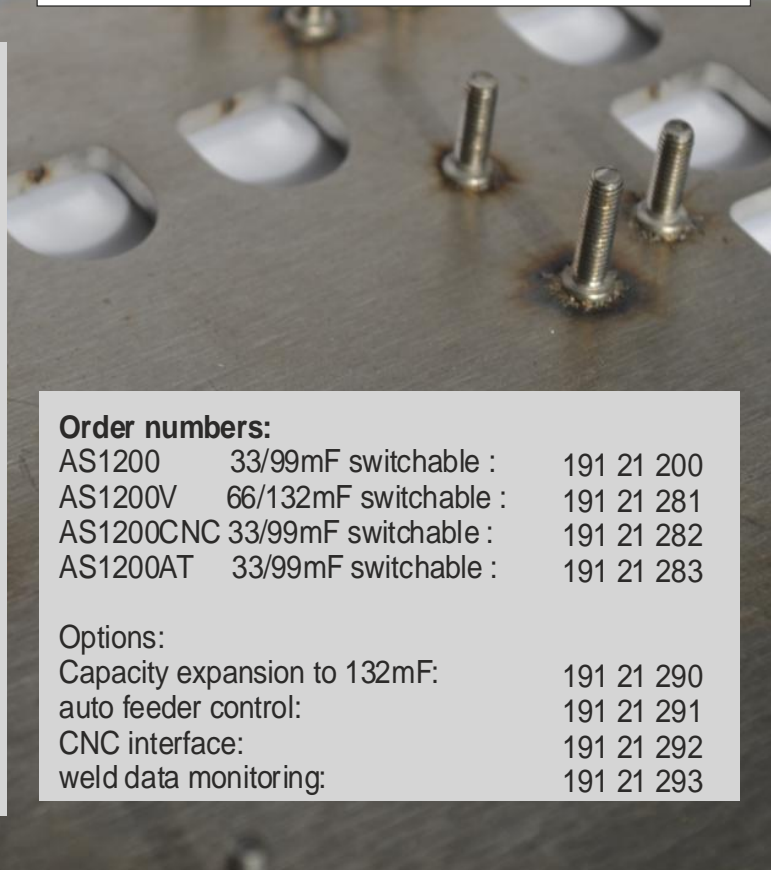 Order numbers:
AS1200 33/99mF switchable : 191 21 200
AS1200V 66/132mF switchable : 191 21 281
AS1200CNC 33/99mF switchable : 191 21 282
AS1200AT 33/99mF switchable : 191 21 283
Options:
Capacity expansion to 132mF: 191 21 290
auto feeder control: 191 21 291
CNC interface: 191 21 292
weld data monitoring: 191 21 293